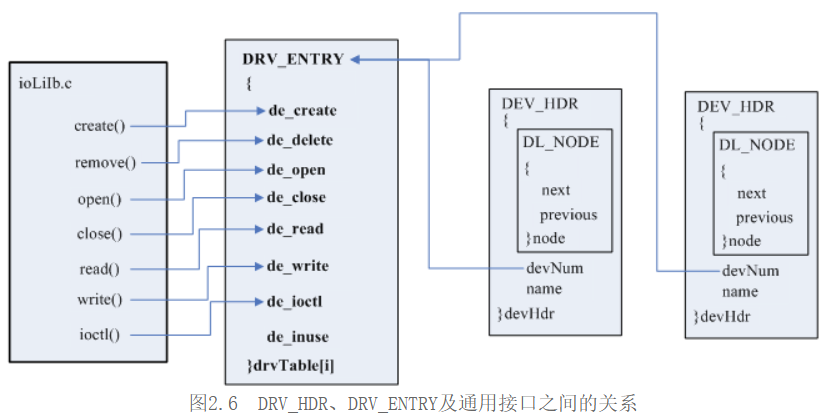 ioLiIb.c
create()
remove()
open()
close()
read()
write()
ioctl()
DRV_ENTRY
{
de_create
de_delete
de_open
de_close
de_read
de_write
de_ioctl
de_inuse
}drvTable[i]
DEV_HDR
{
DL_NODE
{
next
previous
}node
devNum
name
}devHdr
DEV_HDR
{
DL_NODE
{
next
previous
}node
devNum
name
}devHdr
图2.6 DRV_HDR、DRV_ENTRY及通用接口之间的关系